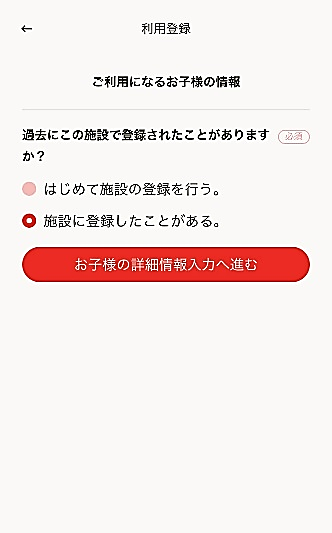 ←
利用登録
ご利用になるお子様の情報
過去にこの施設で登録されたことがあります
か？
必須
はじめて施設の登録を行う。
施設に登録したことがある。
お子様の詳細情報入力へ進む